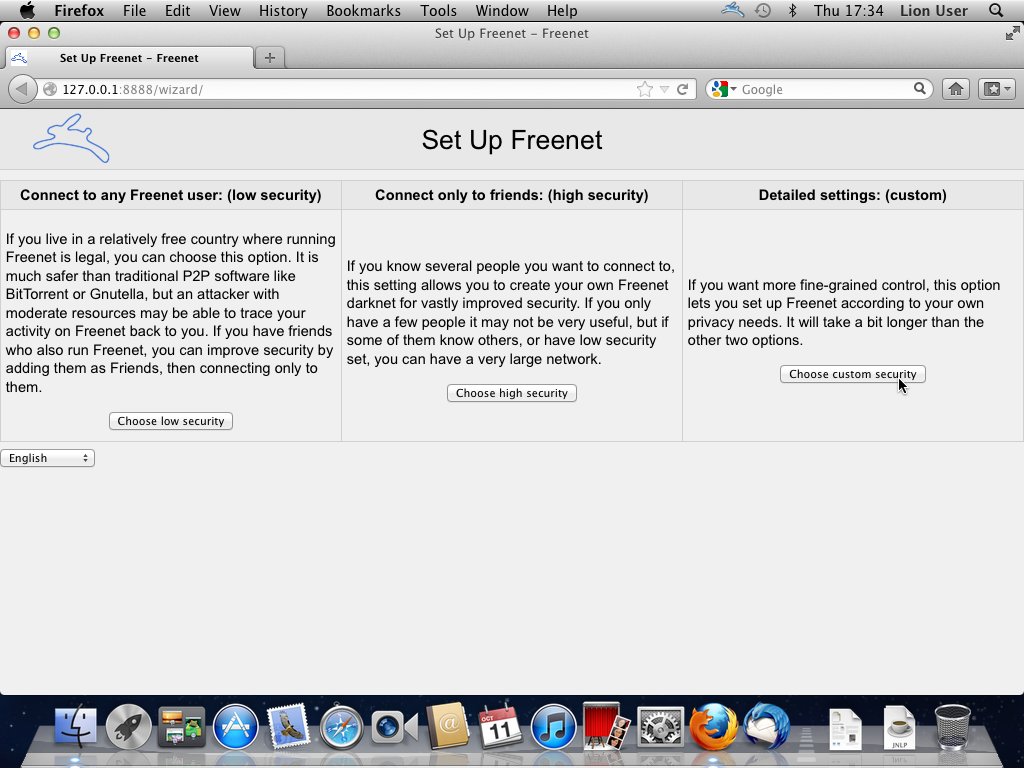 Firefox File Edit View History Bookmarks Tools Window Help Thu 17:34 Lion User
Set Up Freenet – Freenet
Set Up Freenet – Freenet
127.0.0.1:8888/wizard/ Google
Set Up Freenet
Connect to any Freenet user: (low security)
If you live in a relatively free country where running
Freenet is legal, you can choose this option. It is
much safer than traditional P2P software like
BitTorrent or Gnutella, but an attacker with
moderate resources may be able to trace your
activity on Freenet back to you. If you have friends
who also run Freenet, you can improve security by
adding them as Friends, then connecting only to
them.
Choose low security
Connect only to friends: (high security)
If you know several people you want to connect to,
this setting allows you to create your own Freenet
darknet for vastly improved security. If you only
have a few people it may not be very useful, but if
some of them know others, or have low security
set, you can have a very large network.
Choose high security
Detailed settings: (custom)
If you want more fine-grained control, this option
lets you set up Freenet according to your own
privacy needs. It will take a bit longer than the
other two options.
Choose custom security
English
OCT
11
JNLP